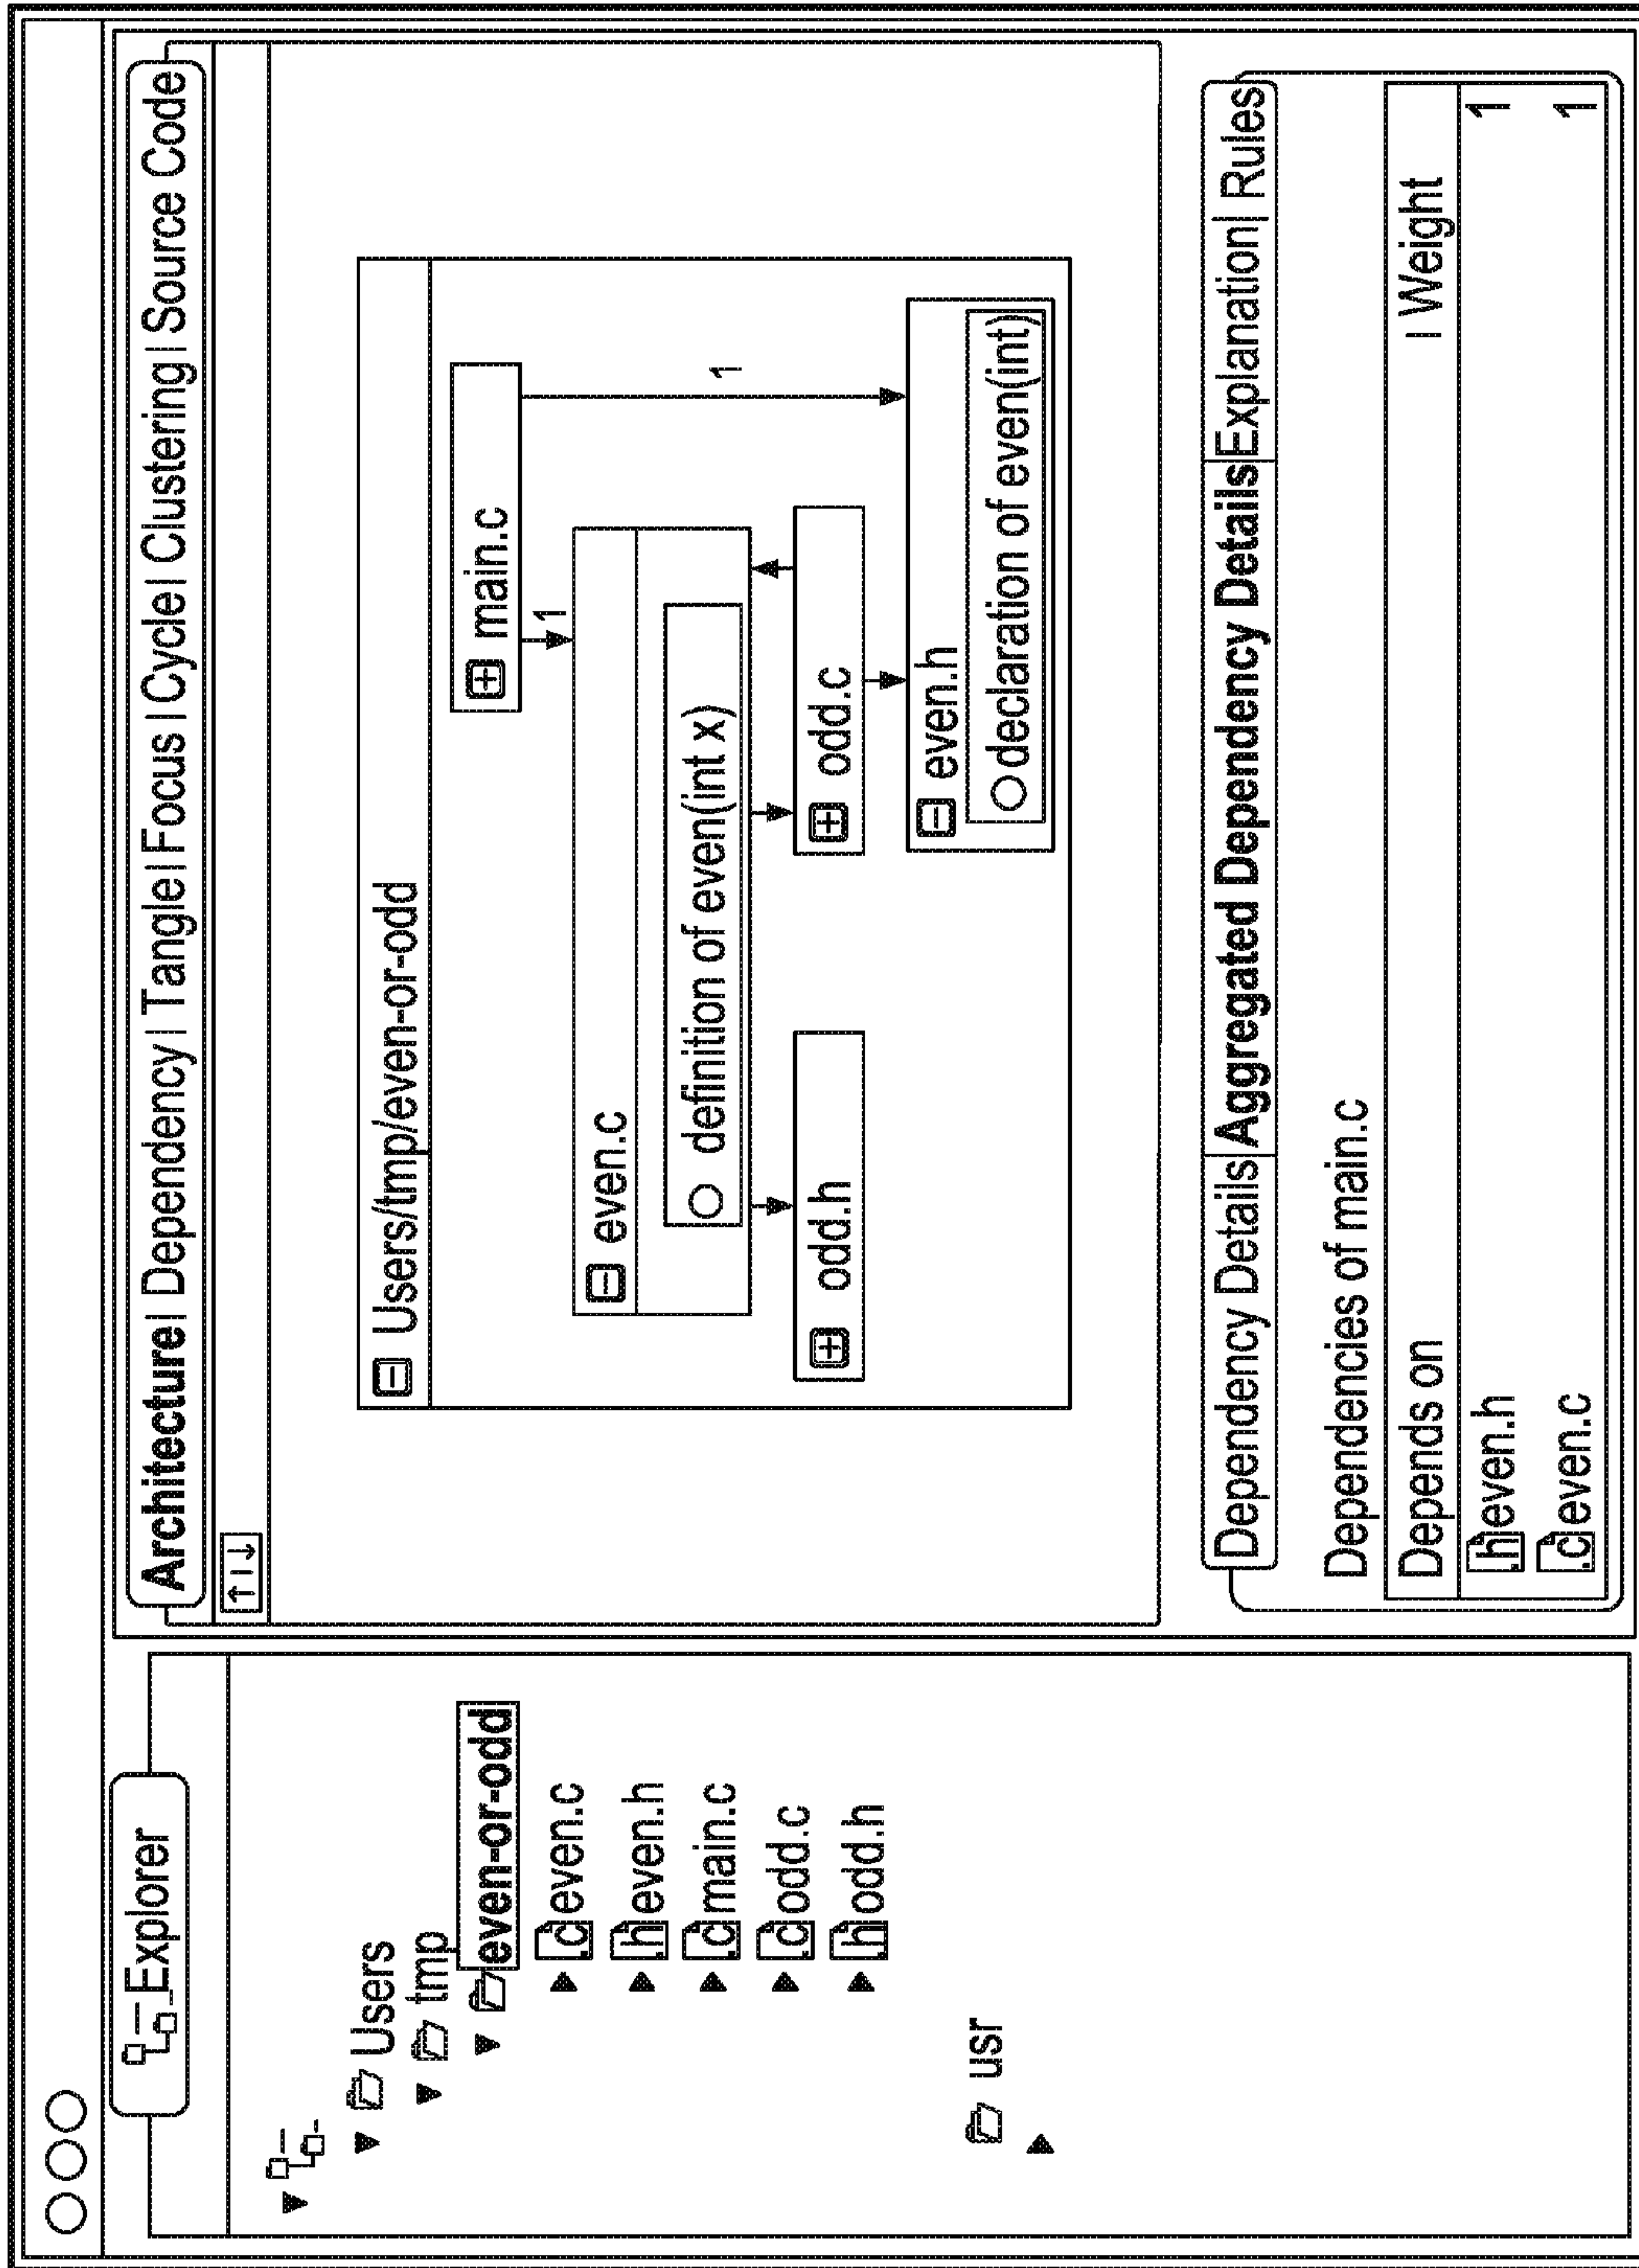 Explorer
Users
tmp
even-or-odd
.c even.c
.h even.h
.c main.c
.c odd.c
.h odd.h
usr
Architecture| Dependency | Tangle| Focus | Cycle | Clustering | Source Code
↑|↓
Users/tmp/even-or-odd
main.c
1
1
even.c
definition of even(int x)
odd.h
odd.c
even.h
declaration of even(int)
Dependency Details| Aggregated Dependency Details| Explanation| Rules
Dependencies of main.c
Depends on | Weight
.h even.h 1
.c even.c 1